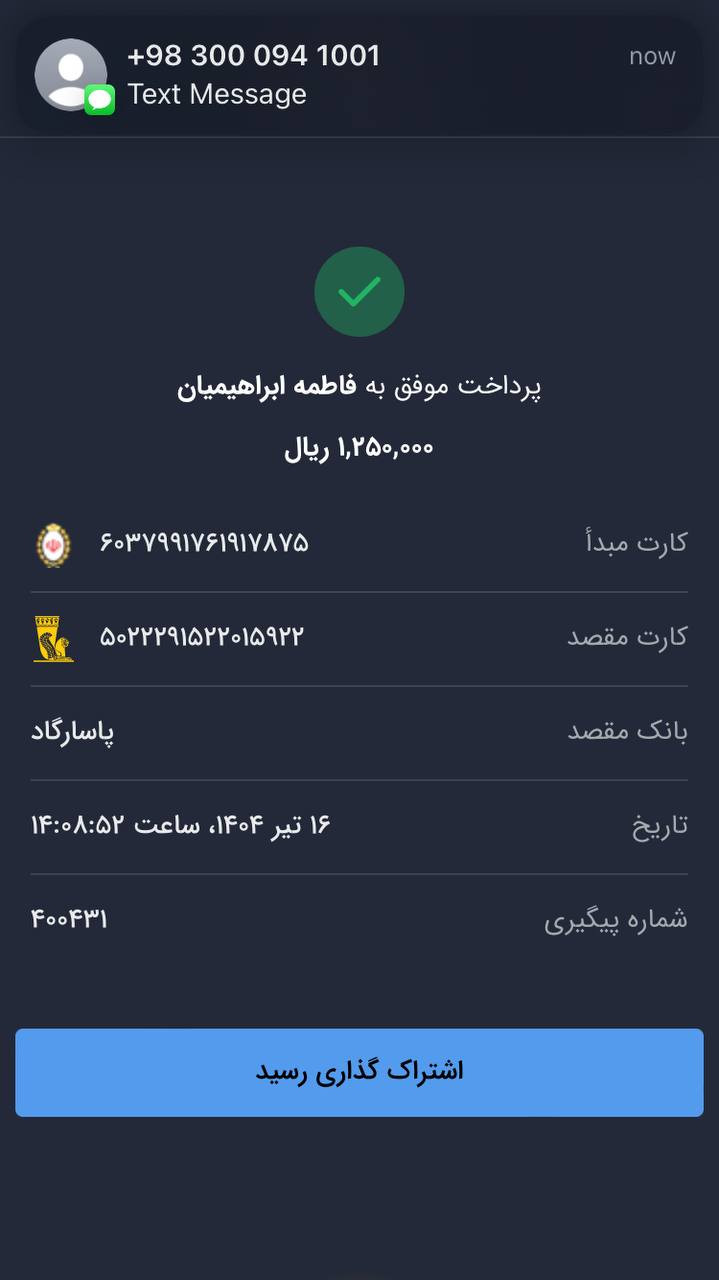 +98 300 094 1001
now
Text Message
پرداخت موفق به فاطمه ابراهیمیان
۱,۲۵۰,۰۰۰ ریال
کارت مبدأ ۶۰۳۷۹۹۱۷۶۱۹۱۷۸۷۵
کارت مقصد ۵۰۲۲۲۹۱۵۲۲۰۱۵۹۲۲
بانک مقصد پاسارگاد
تاریخ ۱۶ تیر ۱۴۰۴، ساعت ۱۴:۰۸:۵۲
شماره پیگیری ۴۰۰۴۳۱
اشتراک گذاری رسید